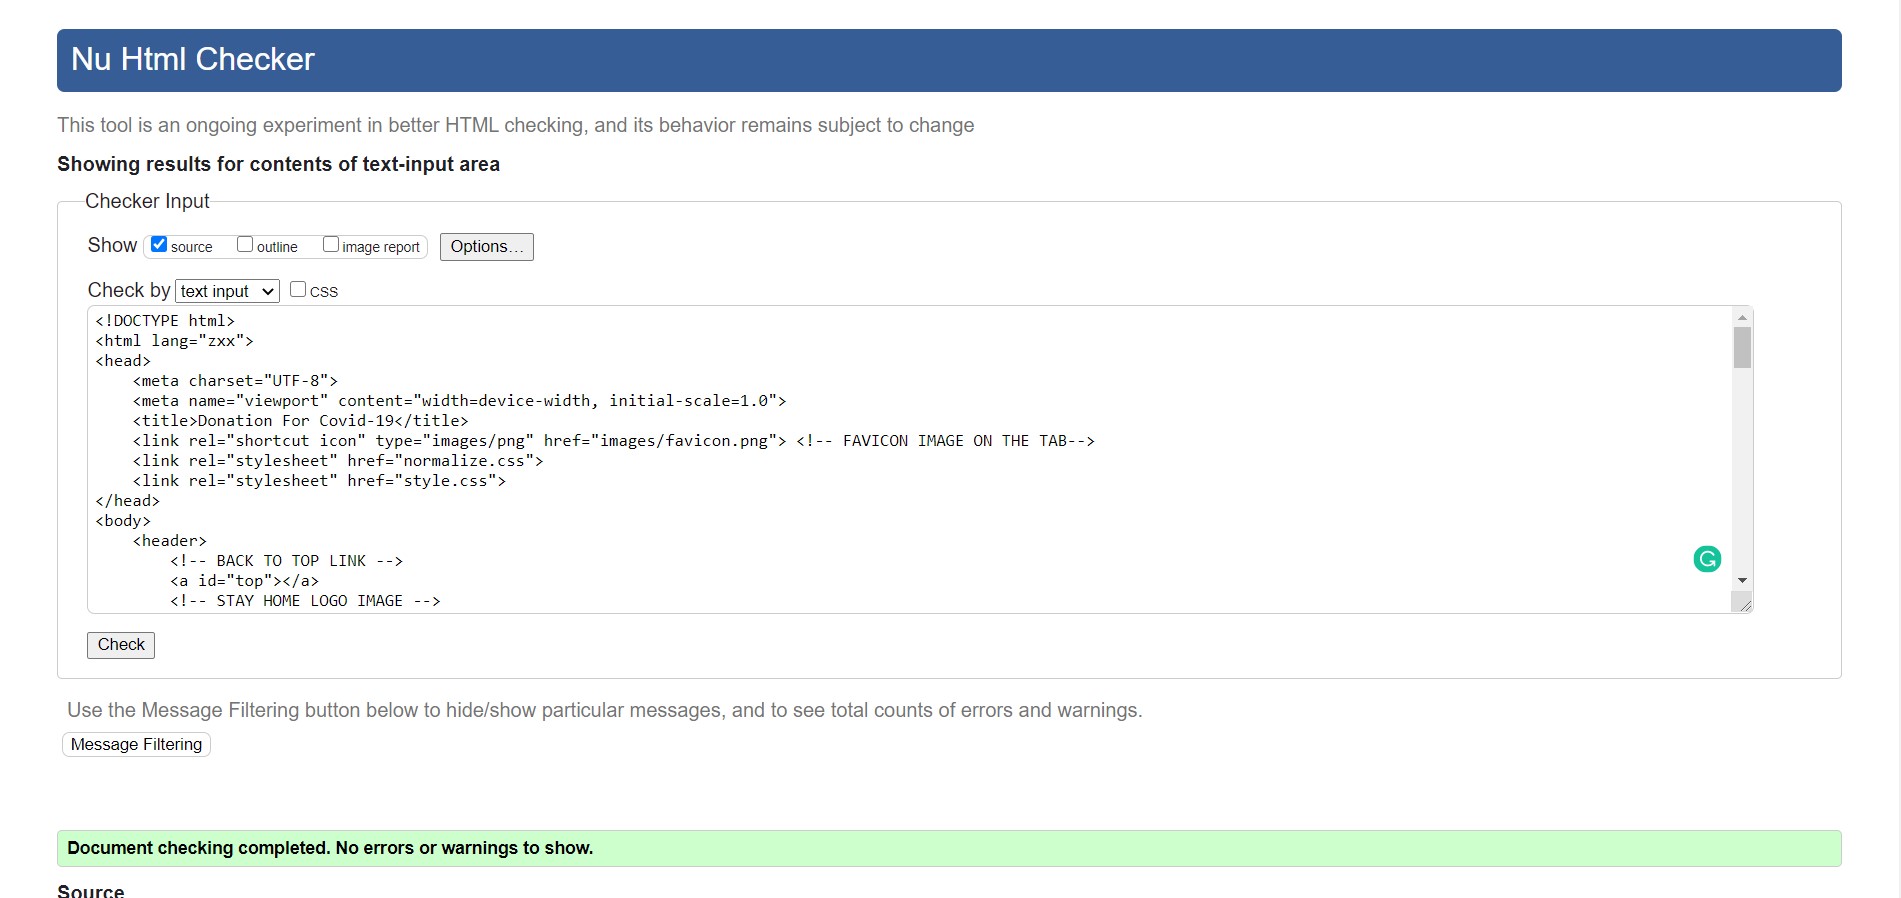 Nu Html Checker
This tool is an ongoing experiment in better HTML checking, and its behavior remains subject to change
Showing results for contents of text-input area
Checker Input
Show source outline image report Options...
Check by text input CSS
<!DOCTYPE html>
<html lang="zxx">
<head>
    <meta charset="UTF-8">
    <meta name="viewport" content="width=device-width, initial-scale=1.0">
    <title>Donation For Covid-19</title>
    <link rel="shortcut icon" type="images/png" href="images/favicon.png"> <!-- FAVICON IMAGE ON THE TAB-->
    <link rel="stylesheet" href="normalize.css">
    <link rel="stylesheet" href="style.css">
</head>
<body>
    <header>
        <!-- BACK TO TOP LINK -->
        <a id="top"></a>
        <!-- STAY HOME LOGO IMAGE -->
Check
Use the Message Filtering button below to hide/show particular messages, and to see total counts of errors and warnings.
Message Filtering
Document checking completed. No errors or warnings to show.
Source